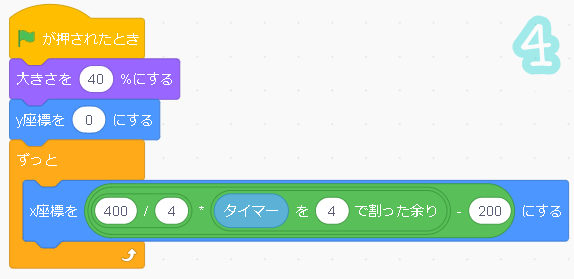 が押されたとき
4
大きさを 40 %にする
y座標を 0 にする
ずっと
x座標を 400 / 4 * タイマー を 4 で割った余り - 200 にする